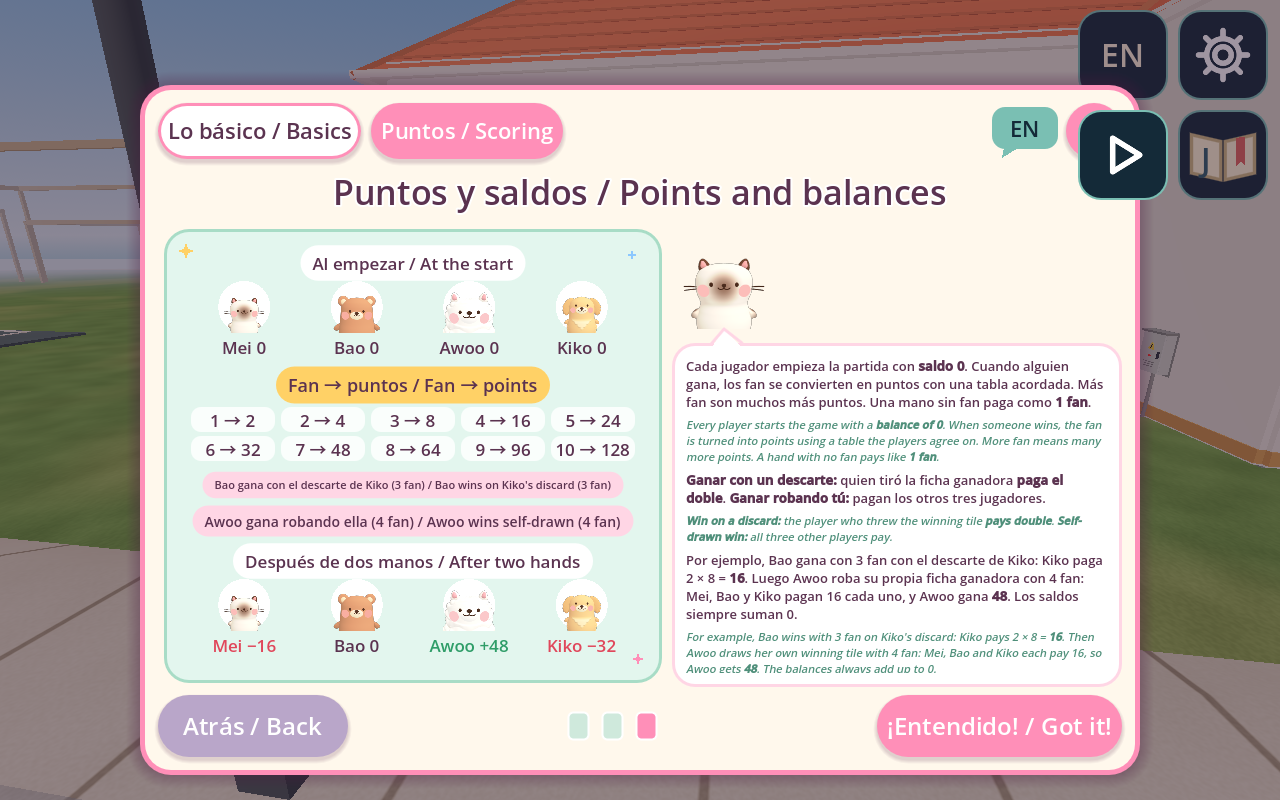 EN
Lo básico / Basics
Puntos / Scoring
EN
Puntos y saldos / Points and balances
Al empezar / At the start
Mei 0
Bao 0
Awoo 0
Kiko 0
Fan → puntos / Fan → points
1 → 2
2 → 4
3 → 8
4 → 16
5 → 24
6 → 32
7 → 48
8 → 64
9 → 96
10 → 128
Bao gana con el descarte de Kiko (3 fan) / Bao wins on Kiko's discard (3 fan)
Awoo gana robando ella (4 fan) / Awoo wins self-drawn (4 fan)
Después de dos manos / After two hands
Mei −16
Bao 0
Awoo +48
Kiko −32
Cada jugador empieza la partida con saldo 0. Cuando alguien
gana, los fan se convierten en puntos con una tabla acordada. Más
fan son muchos más puntos. Una mano sin fan paga como 1 fan.
Every player starts the game with a balance of 0. When someone wins, the fan
is turned into points using a table the players agree on. More fan means many
more points. A hand with no fan pays like 1 fan.
Ganar con un descarte: quien tiró la ficha ganadora paga el
doble. Ganar robando tú: pagan los otros tres jugadores.
Win on a discard: the player who threw the winning tile pays double. Self-
drawn win: all three other players pay.
Por ejemplo, Bao gana con 3 fan con el descarte de Kiko: Kiko paga
2 × 8 = 16. Luego Awoo roba su propia ficha ganadora con 4 fan:
Mei, Bao y Kiko pagan 16 cada uno, y Awoo gana 48. Los saldos
siempre suman 0.
For example, Bao wins with 3 fan on Kiko's discard: Kiko pays 2 × 8 = 16. Then
Awoo draws her own winning tile with 4 fan: Mei, Bao and Kiko each pay 16, so
Awoo gets 48. The balances always add up to 0.
Atrás / Back
¡Entendido! / Got it!